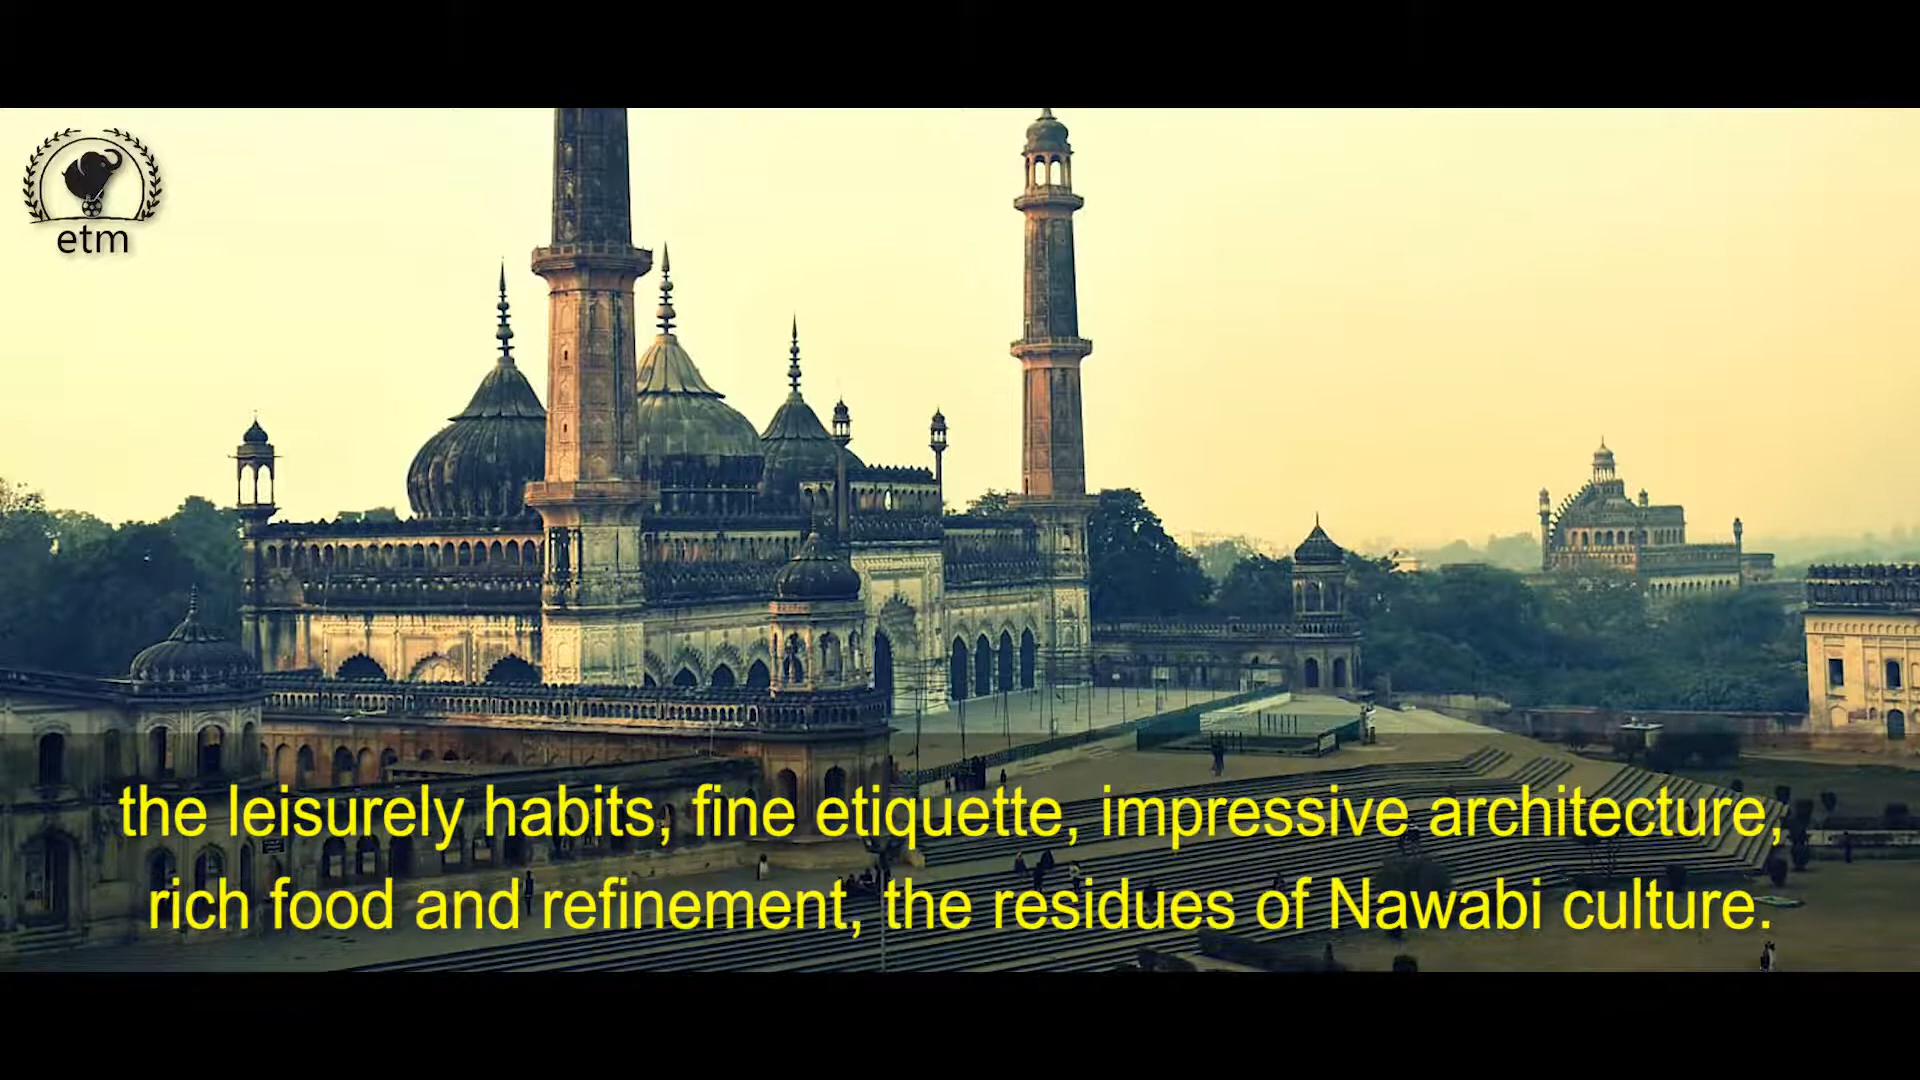 etm
the leisurely habits, fine etiquette, impressive architecture,
rich food and refinement, the residues of Nawabi culture.